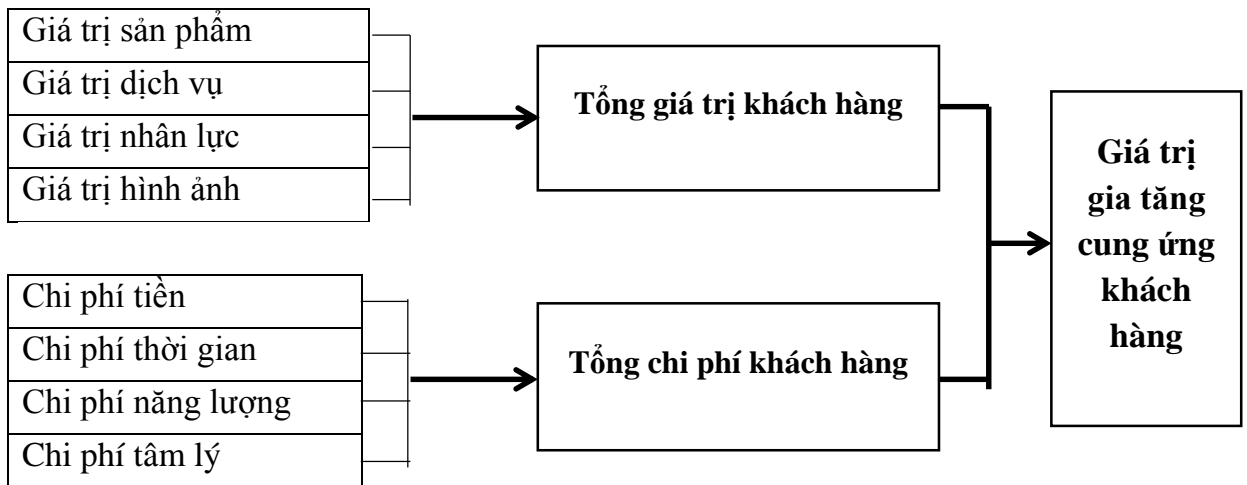 Giá trị sản phẩm
Giá trị dịch vụ
Giá trị nhân lực
Giá trị hình ảnh
Tổng giá trị khách hàng
Chi phí tiền
Chi phí thời gian
Chi phí năng lượng
Chi phí tâm lý
Tổng chi phí khách hàng
Giá trị
gia tăng
cung ứng
khách
hàng